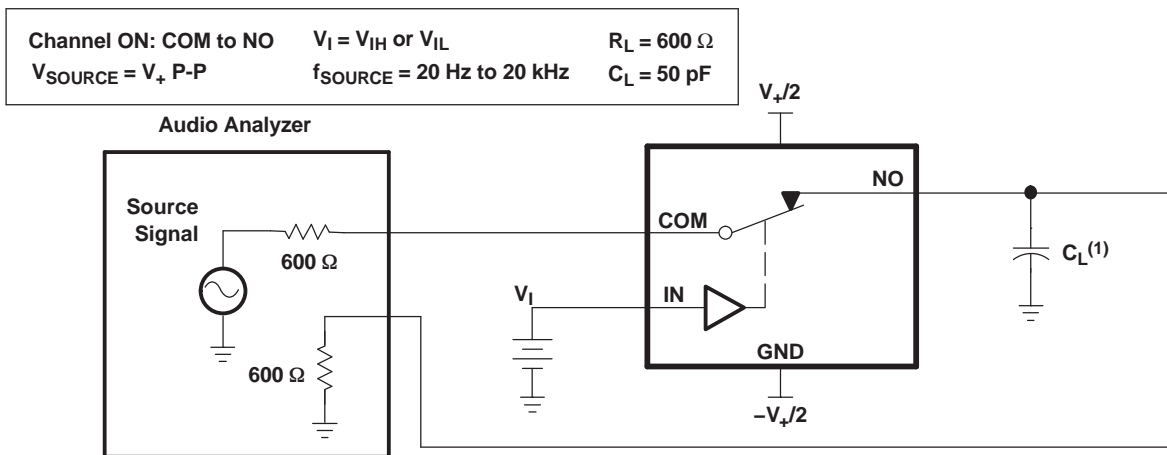 Channel ON: COM to NO V_I = V_IH or V_IL R_L = 600 Ω
V_SOURCE = V_+ P-P f_SOURCE = 20 Hz to 20 kHz C_L = 50 pF
Audio Analyzer
V_+/2
NO
Source
Signal
COM
600 Ω
C_L^(1)
V_I
IN
GND
600 Ω
−V_+/2